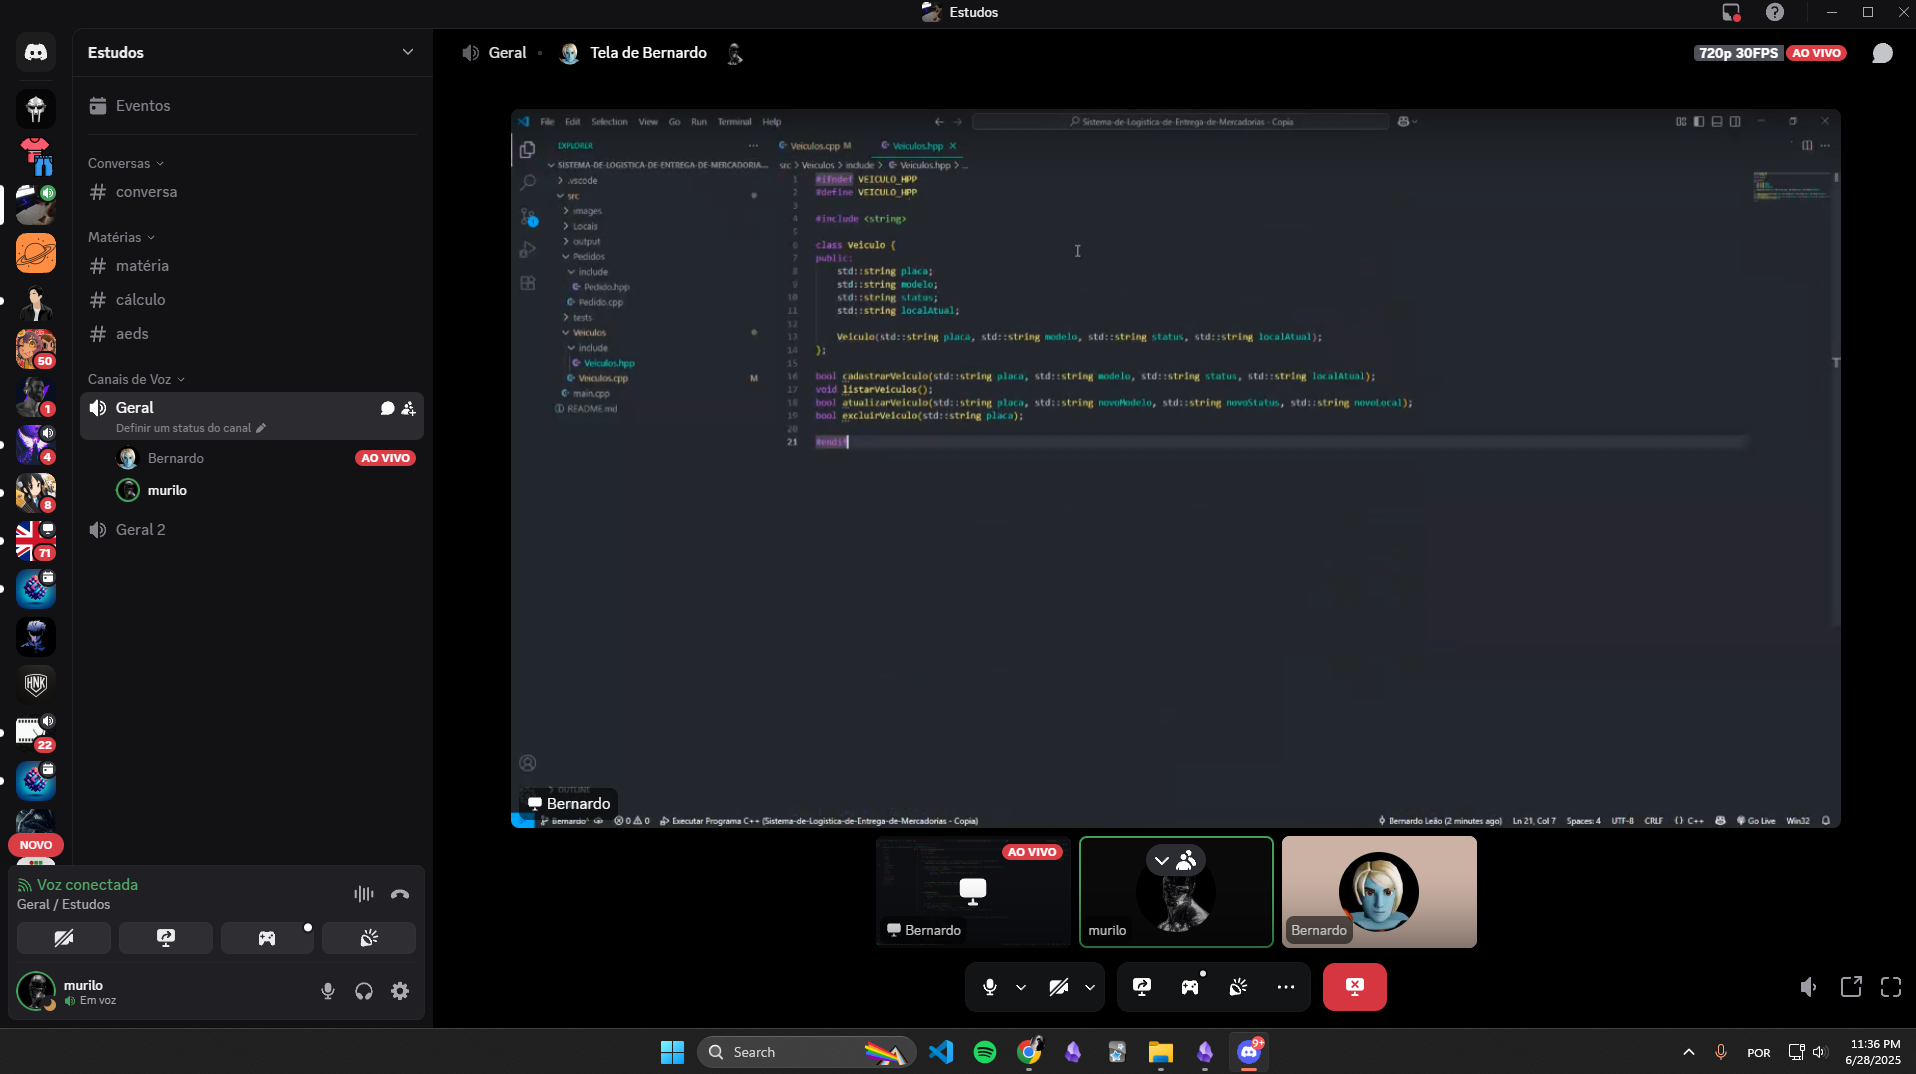 Estudos
Estudos
Eventos
Conversas
conversa
Matérias
matéria
cálculo
aeds
Canais de Voz
Geral
Definir um status do canal
Bernardo
AO VIVO
murilo
Geral 2
50
1
4
8
71
22
NOVO
Voz conectada
Geral / Estudos
murilo
Em voz
Geral
Tela de Bernardo
720p 30FPS
AO VIVO
File Edit Selection View Go Run Terminal Help
Sistema-de-Logistica-de-Entrega-de-Mercadorias - Copia
EXPLORER
SISTEMA-DE-LOGISTICA-DE-ENTREGA-DE-MERCADORIA...
.vscode
src
images
Locais
output
Pedidos
include
Pedido.hpp
Pedido.cpp
tests
Veiculos
include
Veiculos.hpp
Veiculos.cpp M
main.cpp
README.md
OUTLINE
Veiculos.cpp M
Veiculos.hpp
src > Veiculos > include > Veiculos.hpp > ...
1 #ifndef VEICULO_HPP
2 #define VEICULO_HPP
3
4 #include <string>
5
6 class Veiculo {
7 public:
8 std::string placa;
9 std::string modelo;
10 std::string status;
11 std::string localAtual;
12
13 Veiculo(std::string placa, std::string modelo, std::string status, std::string localAtual);
14 };
15
16 bool cadastrarVeiculo(std::string placa, std::string modelo, std::string status, std::string localAtual);
17 void listarVeiculos();
18 bool atualizarVeiculo(std::string placa, std::string novoModelo, std::string novoStatus, std::string novoLocal);
19 bool excluirVeiculo(std::string placa);
20
21 #endif
Bernardo
Bernardo* 0 0 Executar Programa C++ (Sistema-de-Logistica-de-Entrega-de-Mercadorias - Copia)
Bernardo Leão (2 minutes ago) Ln 21, Col 7 Spaces: 4 UTF-8 CRLF {} C++ Go Live Win32
AO VIVO
Bernardo
murilo
Bernardo
Search
9+
POR
11:36 PM
6/28/2025